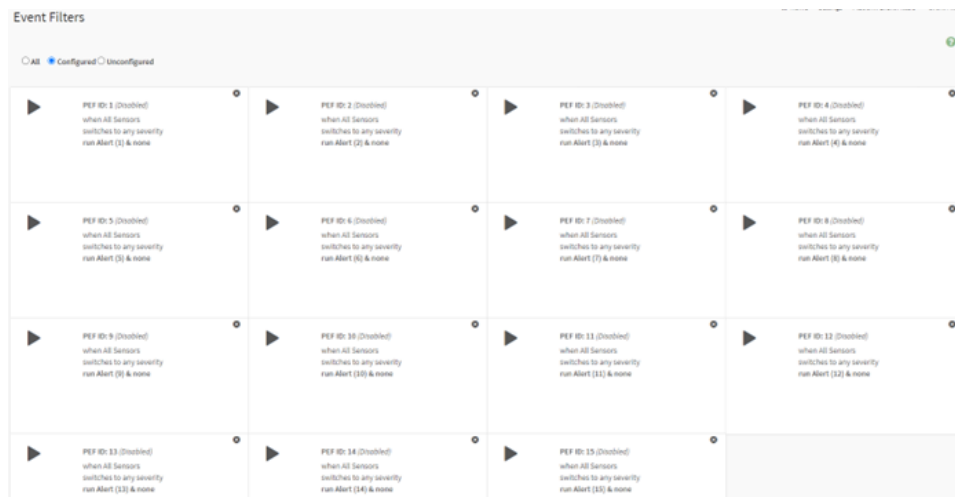 Event Filters
All Configured Unconfigured
PEF ID: 1 (Disabled)
when All Sensors
switches to any severity
run Alert (1) & none
PEF ID: 2 (Disabled)
when All Sensors
switches to any severity
run Alert (2) & none
PEF ID: 3 (Disabled)
when All Sensors
switches to any severity
run Alert (3) & none
PEF ID: 4 (Disabled)
when All Sensors
switches to any severity
run Alert (4) & none
PEF ID: 5 (Disabled)
when All Sensors
switches to any severity
run Alert (5) & none
PEF ID: 6 (Disabled)
when All Sensors
switches to any severity
run Alert (6) & none
PEF ID: 7 (Disabled)
when All Sensors
switches to any severity
run Alert (7) & none
PEF ID: 8 (Disabled)
when All Sensors
switches to any severity
run Alert (8) & none
PEF ID: 9 (Disabled)
when All Sensors
switches to any severity
run Alert (9) & none
PEF ID: 10 (Disabled)
when All Sensors
switches to any severity
run Alert (10) & none
PEF ID: 11 (Disabled)
when All Sensors
switches to any severity
run Alert (11) & none
PEF ID: 12 (Disabled)
when All Sensors
switches to any severity
run Alert (12) & none
PEF ID: 13 (Disabled)
when All Sensors
switches to any severity
run Alert (13) & none
PEF ID: 14 (Disabled)
when All Sensors
switches to any severity
run Alert (14) & none
PEF ID: 15 (Disabled)
when All Sensors
switches to any severity
run Alert (15) & none